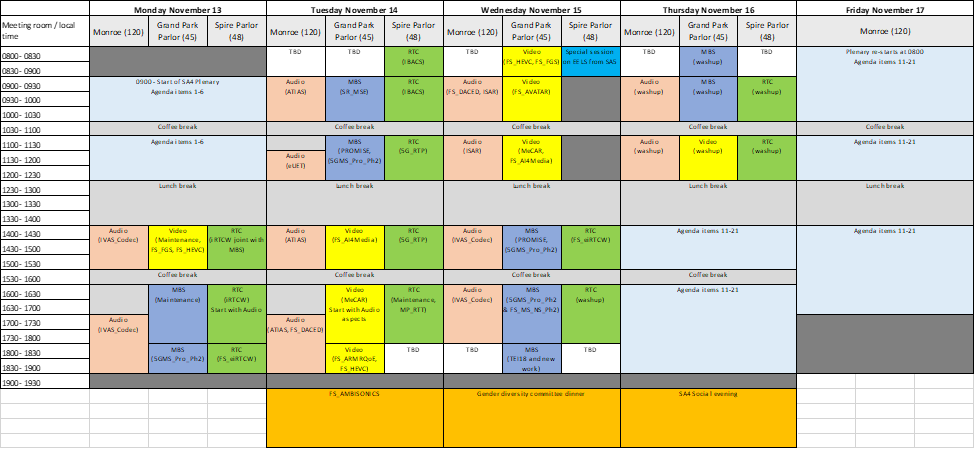 Monday November 13 Tuesday November 14 Wednesday November 15 Thursday November 16 Friday November 17
Meeting room / local time Monroe (120) Grand Park Parlor (45) Spire Parlor (48) Monroe (120) Grand Park Parlor (45) Spire Parlor (48) Monroe (120) Grand Park Parlor (45) Spire Parlor (48) Monroe (120) Grand Park Parlor (45) Spire Parlor (48) Monroe (120)
0800 - 0830 TBD TBD RTC (IBACS) TBD Video (FS_HEVC, FS_FGS) Special session on EE LS from SA5 TBD MBS (washup) TBD Plenary re-starts at 0800 Agenda items 11-21
0830 - 0900
0900 - 0930 0900 - Start of SA4 Plenary Agenda items 1-6 Audio (ATIAS) MBS (SR_MSE) RTC (IBACS) Audio (FS_DACED, ISAR) Video (FS_AVATAR) Audio (washup) MBS (washup) RTC (washup)
0930 - 1000
1000 - 1030
1030 - 1100 Coffee break Coffee break Coffee break Coffee break Coffee break
1100 - 1130 Agenda items 1-6 MBS (PROMISE, (5GMS_Pro_Ph2) RTC (5G_RTP) Audio (ISAR) Video (MeCAR, FS_AI4Media) Audio (washup) Video (washup) RTC (washup) Agenda items 11-21
1130 - 1200 Audio (eUET)
1200 - 1230
1230 - 1300 Lunch break Lunch break Lunch break Lunch break Lunch break
1300 - 1330
1330 - 1400
1400 - 1430 Audio (IVAS_Codec) Video (Maintenance, FS_FGS, FS_HEVC) RTC (iRTCW joint with MBS) Audio (ATIAS) Video (FS_AI4Media) RTC (5G_RTP) Audio (IVAS_Codec) MBS (PROMISE, (5GMS_Pro_Ph2) RTC (FS_eiRTCW) Agenda items 11-21 Agenda items 11-21
1430 - 1500
1500 - 1530
1530 - 1600 Coffee break Coffee break Coffee break Coffee break
1600 - 1630 MBS (Maintenance) RTC (iRTCW) Start with Audio Video (MeCAR) Start with Audio aspects RTC (Maintenance, MP_RTT) Audio (IVAS_Codec) MBS (5GMS_Pro_Ph2 & FS_MS_NS_Ph2) RTC (washup) Agenda items 11-21
1630 - 1700
1700 - 1730 Audio (IVAS_Codec) Audio (ATIAS, FS_DACED)
1730 - 1800
1800 - 1830 MBS (5GMS_Pro_Ph2) RTC (FS_eiRTCW) Video (FS_ARMRQoE, FS_HEVC) TBD TBD MBS (TEI18 and new work) TBD
1830 - 1900
1900 - 1930
FS_AMBISONICS Gender diversity committee dinner SA4 Social evening